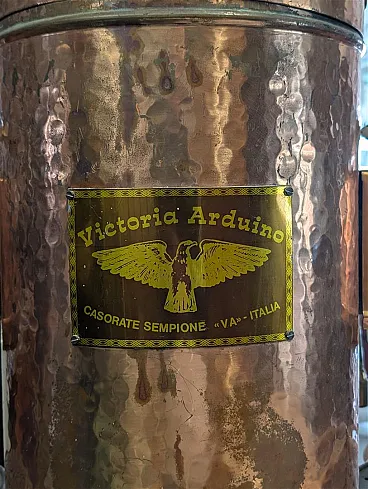 Victoria Arduino
CASORATE SEMPIONE «VA» - ITALIA